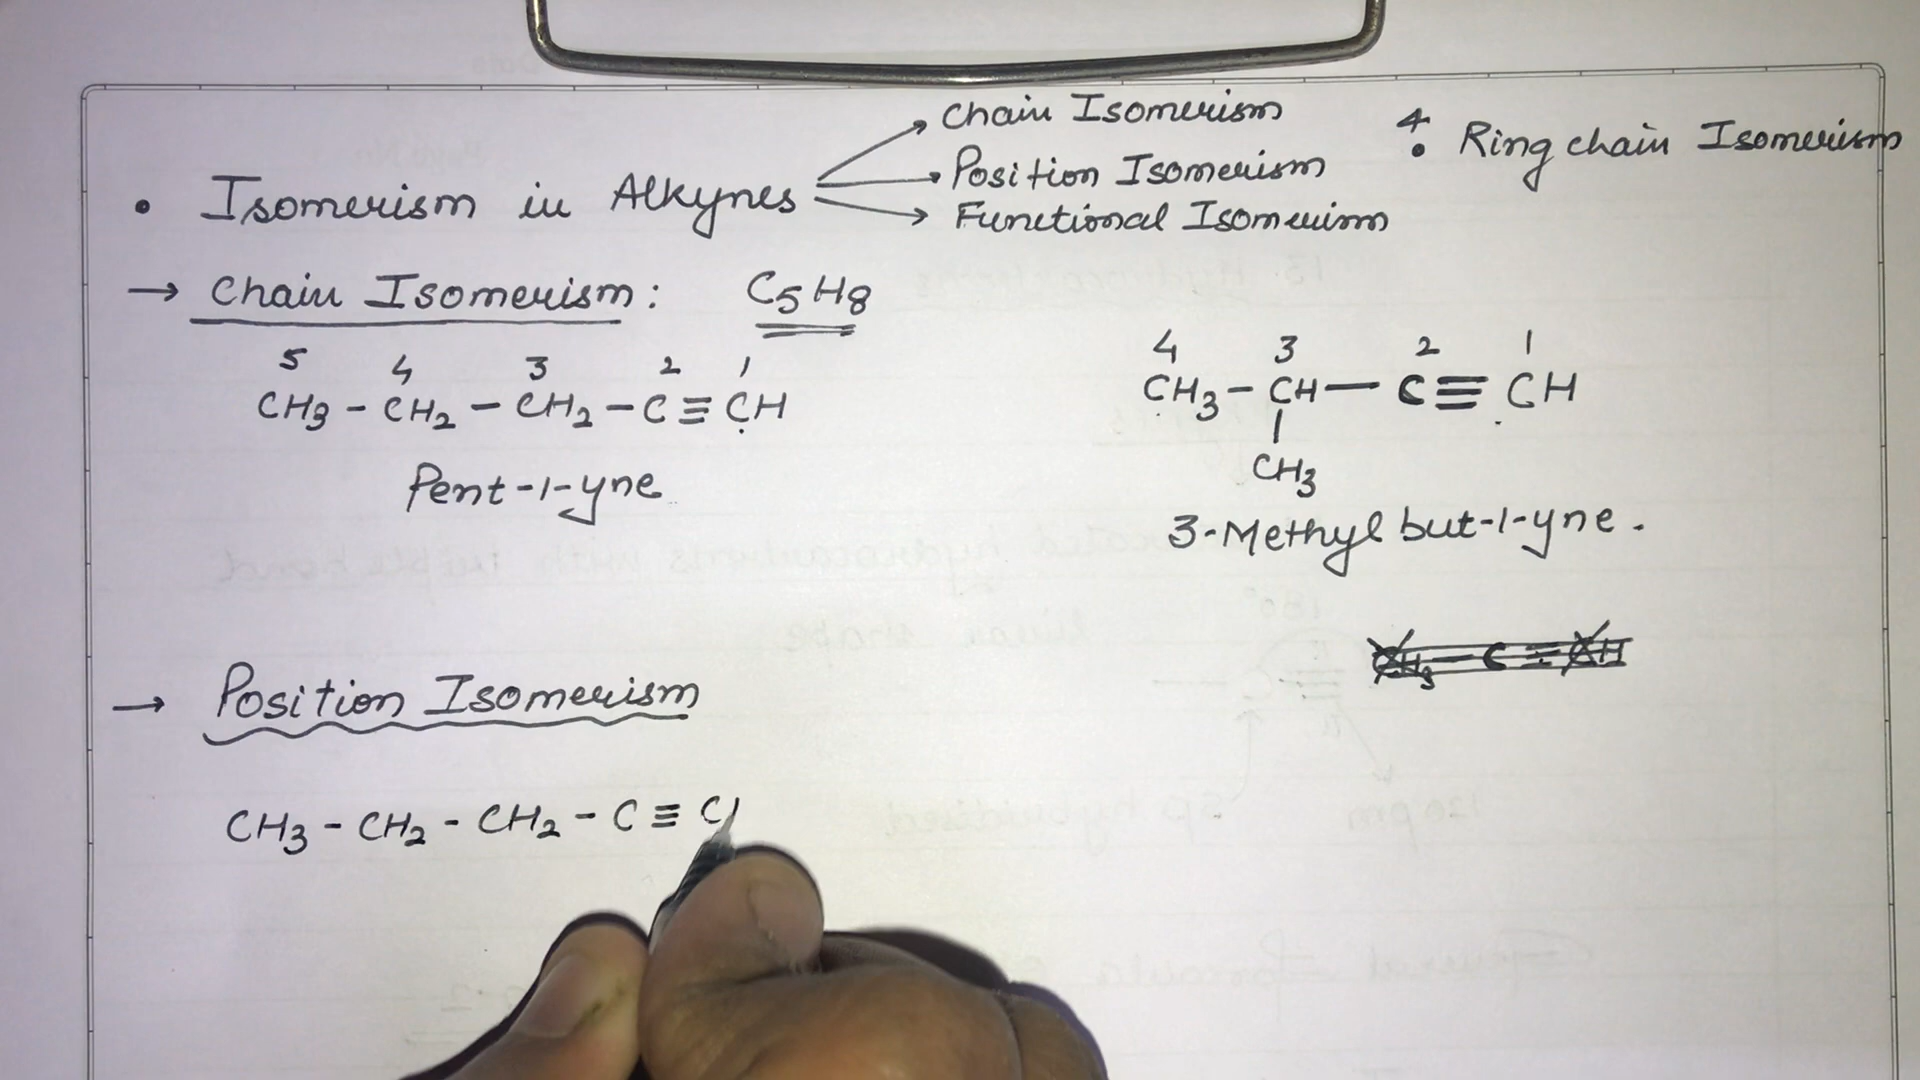 Chain Isomerism
4
• Ring chain Isomerism
Position Isomerism
• Isomerism in Alkynes
Functional Isomerism
→ Chain Isomerism : C5H8
5 4 3 2 1
CH3 - CH2 - CH2 - C ≡ CH
Pent-1-yne
4 3 2 1
CH3 - CH - C ≡ CH
CH3
3-Methyl but-1-yne.
→ Position Isomerism
CH3 - CH2 - CH2 - C ≡ C